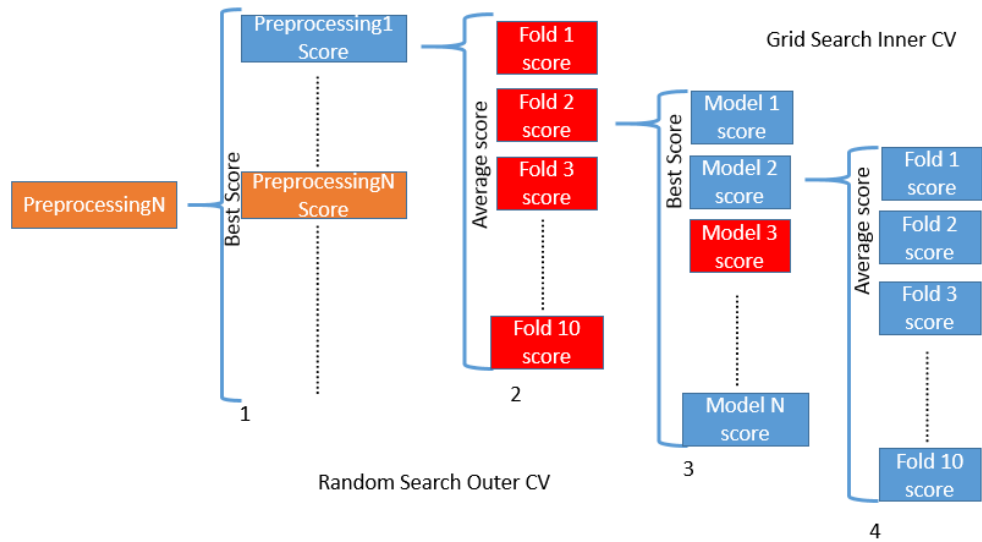 PreprocessingN
Best Score
Preprocessing1
Score
PreprocessingN
Score
1
Average score
Fold 1
score
Fold 2
score
Fold 3
score
Fold 10
score
2
Random Search Outer CV
Grid Search Inner CV
Best Score
Model 1
score
Model 2
score
Model 3
score
Model N
score
3
Average score
Fold 1
score
Fold 2
score
Fold 3
score
Fold 10
score
4